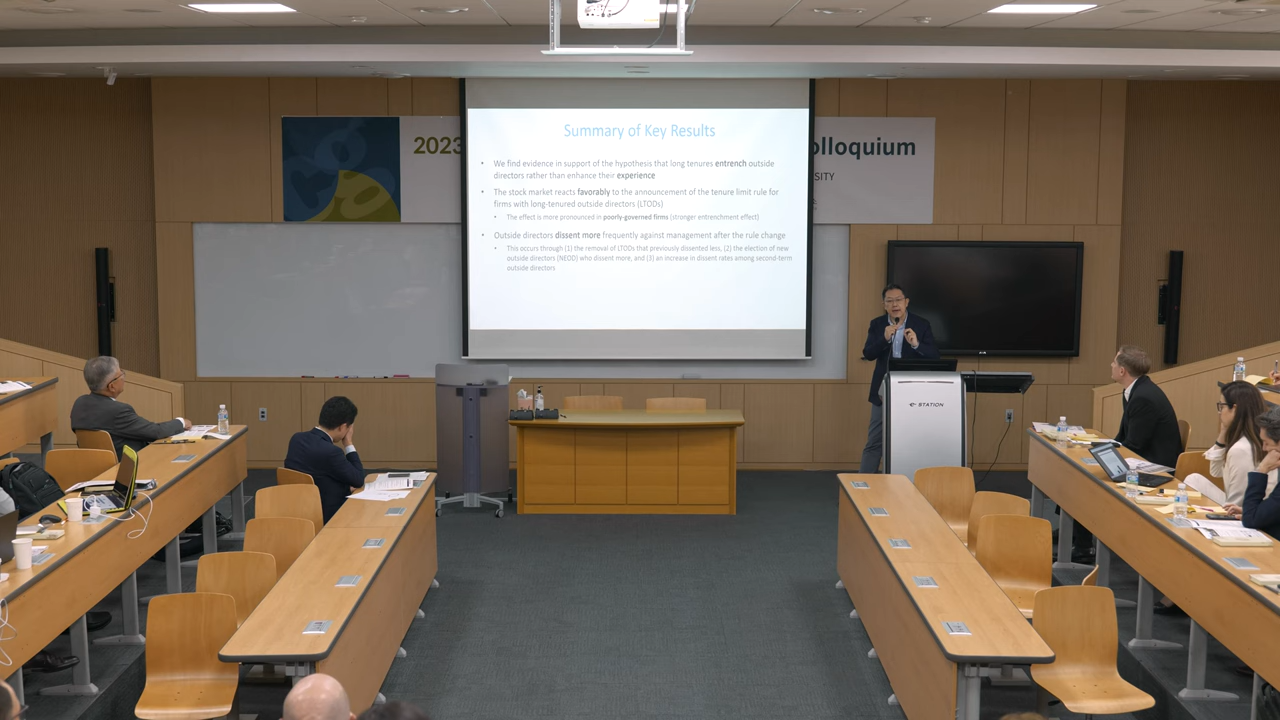 2023
olloquium
SITY
Summary of Key Results
• We find evidence in support of the hypothesis that long tenures entrench outside
directors rather than enhance their experience
• The stock market reacts favorably to the announcement of the tenure limit rule for
firms with long-tenured outside directors (LTODs)
• The effect is more pronounced in poorly-governed firms (stronger entrenchment effect)
• Outside directors dissent more frequently against management after the rule change
• This occurs through (1) the removal of LTODs that previously dissented less, (2) the election of new
outside directors (NEOD) who dissent more, and (3) an increase in dissent rates among second-term
outside directors
STATION